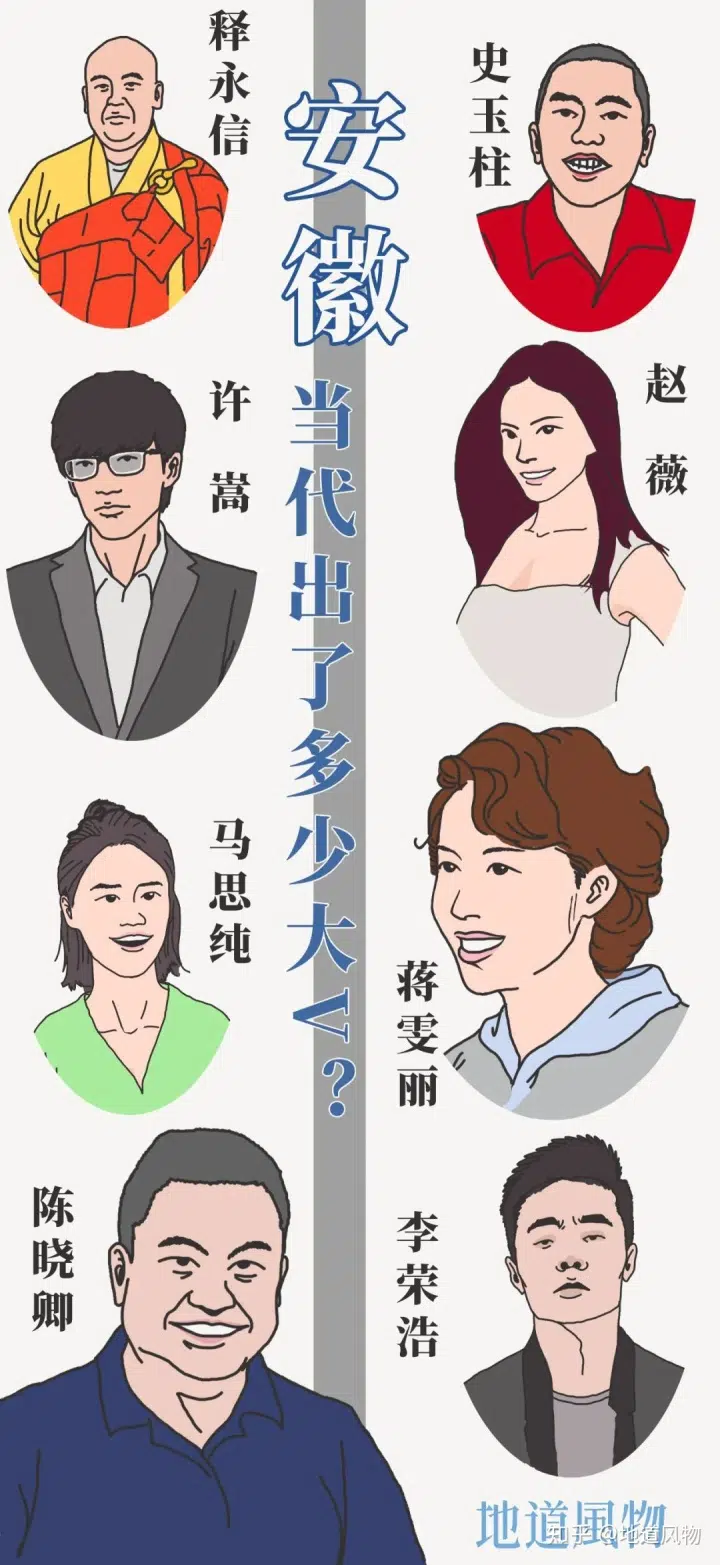 释永信
史玉柱
安徽
当代出了多少大V?
许嵩
赵薇
马思纯
蒋雯丽
陈晓卿
李荣浩
地道風物
知乎 @地道风物